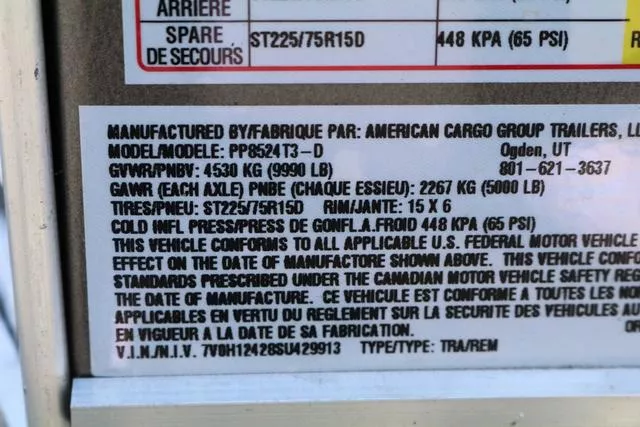 ARRIÈRE
SPARE ST225/75R15D 448 KPA (65 PSI) R
DE SECOURS
MANUFACTURED BY/FABRIQUE PAR: AMERICAN CARGO GROUP TRAILERS, LL
MODEL/MODELE: PP8524T3-D Ogden, UT
GVWR/PNBV: 4530 KG (9990 LB) 801-621-3637
GAWR (EACH AXLE) PNBE (CHAQUE ESSIEU): 2267 KG (5000 LB)
TIRES/PNEU: ST225/75R15D RIM/JANTE: 15 X 6
COLD INFL PRESS/PRESS DE GONFL.A.FROID 448 KPA (65 PSI)
THIS VEHICLE CONFORMS TO ALL APPLICABLE U.S. FEDERAL MOTOR VEHICLE
EFFECT ON THE DATE OF MANUFACTORE SHOWN ABOVE. THIS VEHICLE CONFO
STANDARDS PRESCRIBED UNDER THE CANADIAN MOTOR VEHICLE SAFETY REG
THE DATE OF MANUFACTURE. CE VEHICULE EST CONFORME A TOUTES LES NO
APPLICABLES EN VERTU DU REGLEMENT SUR LA SECURITE DES VEHICULES AU
EN VIGUEUR A LA DATE DE SA FABRICATION. OR
V.I.N./N.I.V. 7V0H12428SU429913 TYPE/TYPE: TRA/REM